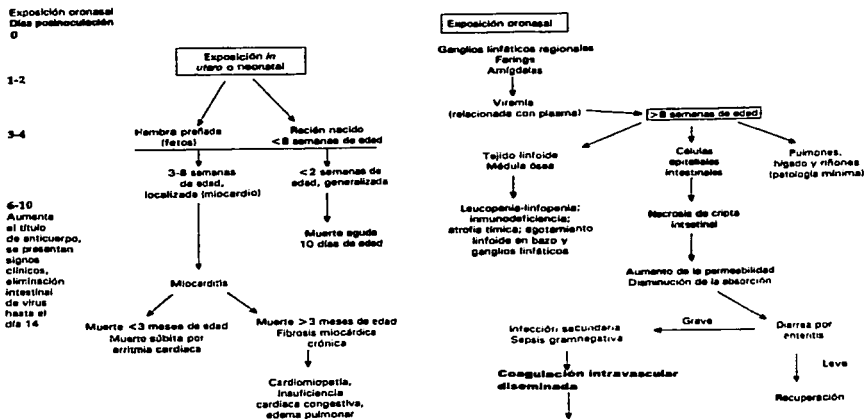 Exposición oronasal
Días posinoculación
0
1-2
3-4
6-10
Aumenta
el título
de anticuerpo,
se presentan
signos
clínicos,
eliminación
intestinal
de virus
hasta el
día 14
Exposición in
utero o neonatal
Hembra preñada
(fetos)
Recién nacido
<8 semanas de edad
3-8 semanas
de edad,
localizada (miocardio)
<2 semanas de
edad, generalizada
Muerte aguda
10 días de edad
Miocarditis
Muerte <3 meses de edad
Muerto súbita por
arritmia cardiaca
Muerte >3 meses de edad
Fibrosis miocárdica
crónica
Cardiomiopatía,
insuficiencia
cardiaca congestiva,
edema pulmonar
Exposición oronasal
Ganglios linfáticos regionales
Faringe
Amígdalas
Viremia
(relacionada con plasma)
>8 semanas de edad
Tejido linfoide
Médula ósea
Leucopenia-linfopenia;
inmunodeficiencia;
atrofia tímica; agotamiento
linfoide en bazo y
ganglios linfáticos
Células
epiteliales
intestinales
Pulmones,
hígado y riñones
(patología mínima)
Necrosis de cripta
intestinal
Aumento de la permeabilidad
Disminución de la absorción
Grave
Infección secundaria
Sepsis gramnegativa
Diarrea por
enteritis
Leve
Coagulación intravascular
diseminada
Recuperación